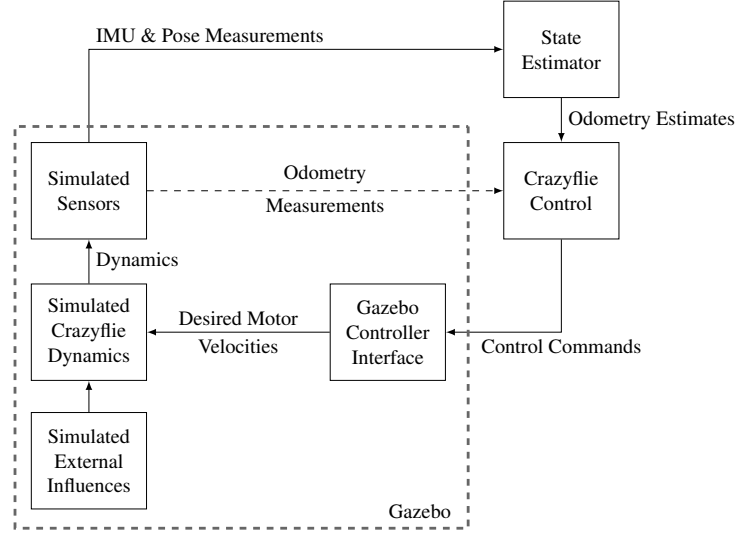 IMU & Pose Measurements
State
Estimator
Odometry Estimates
Simulated
Sensors
Odometry
Measurements
Crazyflie
Control
Dynamics
Simulated
Crazyflie
Dynamics
Desired Motor
Velocities
Gazebo
Controller
Interface
Control Commands
Simulated
External
Influences
Gazebo